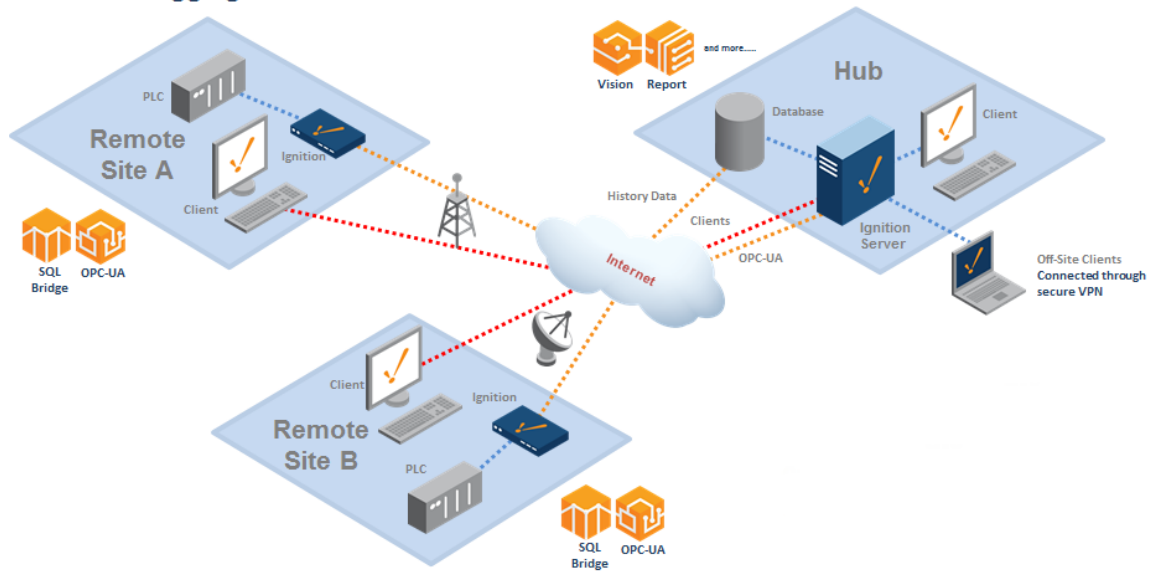 and more......
Vision
Report
Hub
PLC
Database
Client
Remote
Site A
Ignition
Client
History Data
Clients
Ignition
Server
SQL
Bridge
OPC-UA
Internet
OPC-UA
Off-Site Clients
Connected through
secure VPN
Client
Ignition
Remote
Site B
PLC
SQL
Bridge
OPC-UA